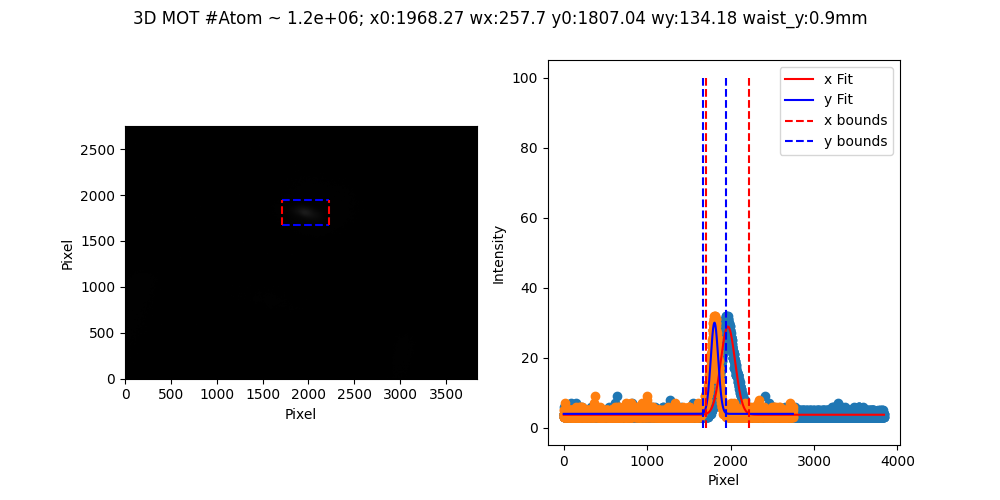 3D MOT #Atom ~ 1.2e+06; x0:1968.27 wx:257.7 y0:1807.04 wy:134.18 waist_y:0.9mm
2500
2000
1500
1000
500
0
Pixel
0 500 1000 1500 2000 2500 3000 3500
Pixel
100
80
60
40
20
0
Intensity
x Fit
y Fit
x bounds
y bounds
0 1000 2000 3000 4000
Pixel